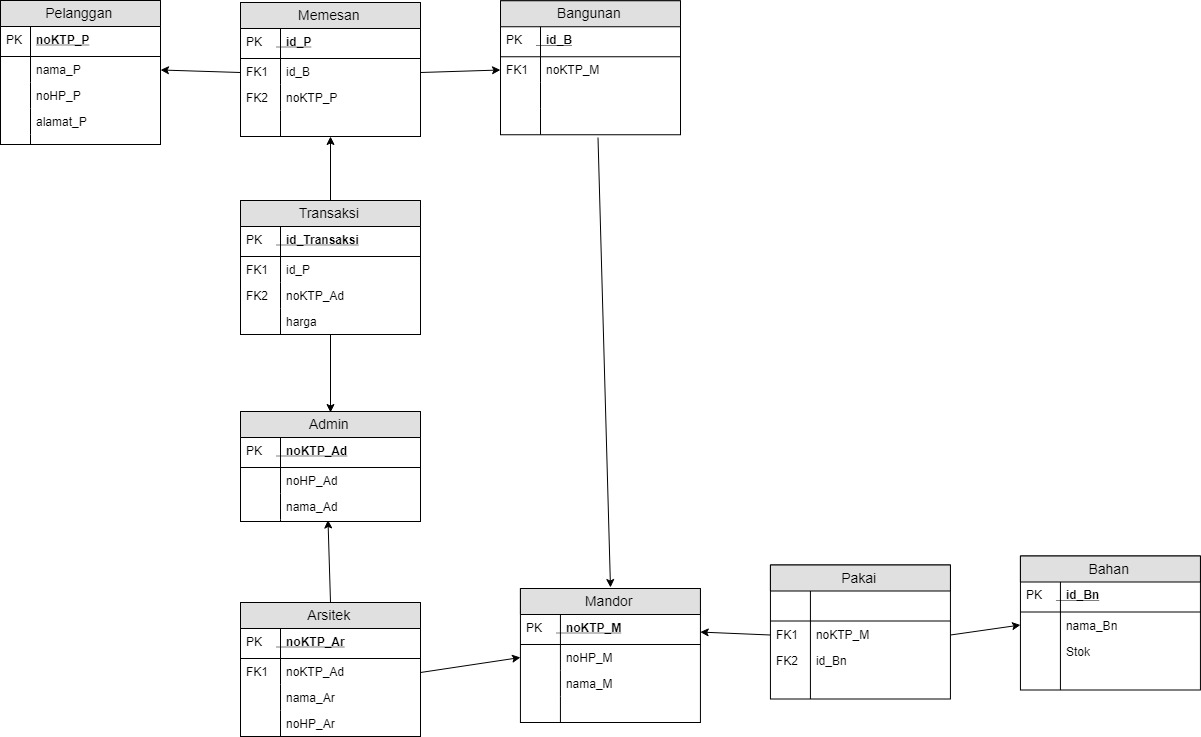 Pelanggan
PK noKTP_P
nama_P
noHP_P
alamat_P
Memesan
PK id_P
FK1 id_B
FK2 noKTP_P
Bangunan
PK id_B
FK1 noKTP_M
Transaksi
PK id_Transaksi
FK1 id_P
FK2 noKTP_Ad
harga
Admin
PK noKTP_Ad
noHP_Ad
nama_Ad
Arsitek
PK noKTP_Ar
FK1 noKTP_Ad
nama_Ar
noHP_Ar
Mandor
PK noKTP_M
noHP_M
nama_M
Pakai
FK1 noKTP_M
FK2 id_Bn
Bahan
PK id_Bn
nama_Bn
Stok